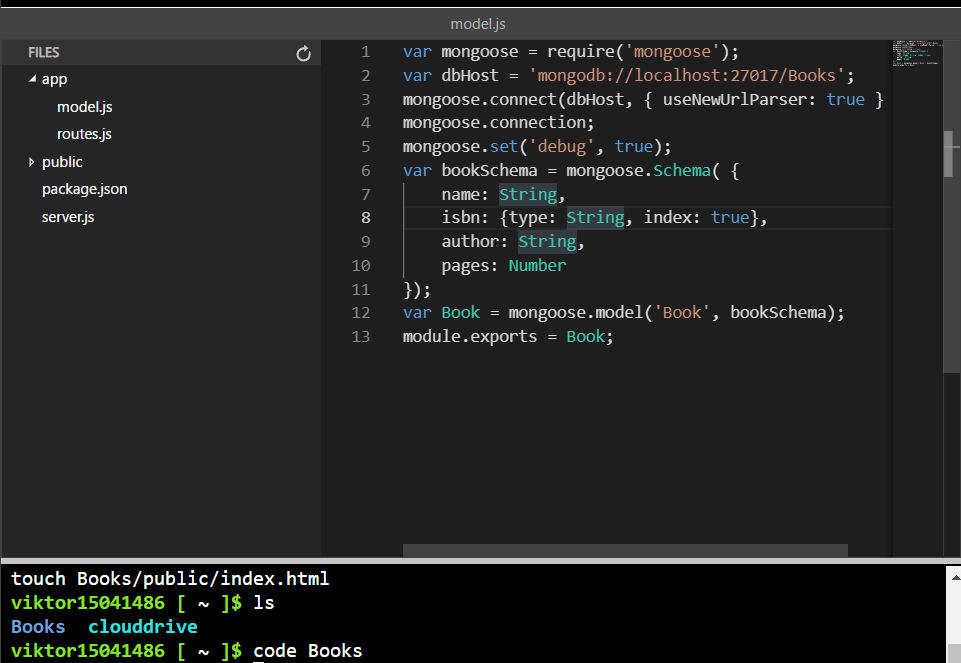 model.js
FILES
app
model.js
routes.js
public
package.json
server.js
1 var mongoose = require('mongoose');
2 var dbHost = 'mongodb://localhost:27017/Books';
3 mongoose.connect(dbHost, { useNewUrlParser: true }
4 mongoose.connection;
5 mongoose.set('debug', true);
6 var bookSchema = mongoose.Schema( {
7 name: String,
8 isbn: {type: String, index: true},
9 author: String,
10 pages: Number
11 });
12 var Book = mongoose.model('Book', bookSchema);
13 module.exports = Book;
touch Books/public/index.html
viktor15041486 [ ~ ]$ ls
Books clouddrive
viktor15041486 [ ~ ]$ code Books